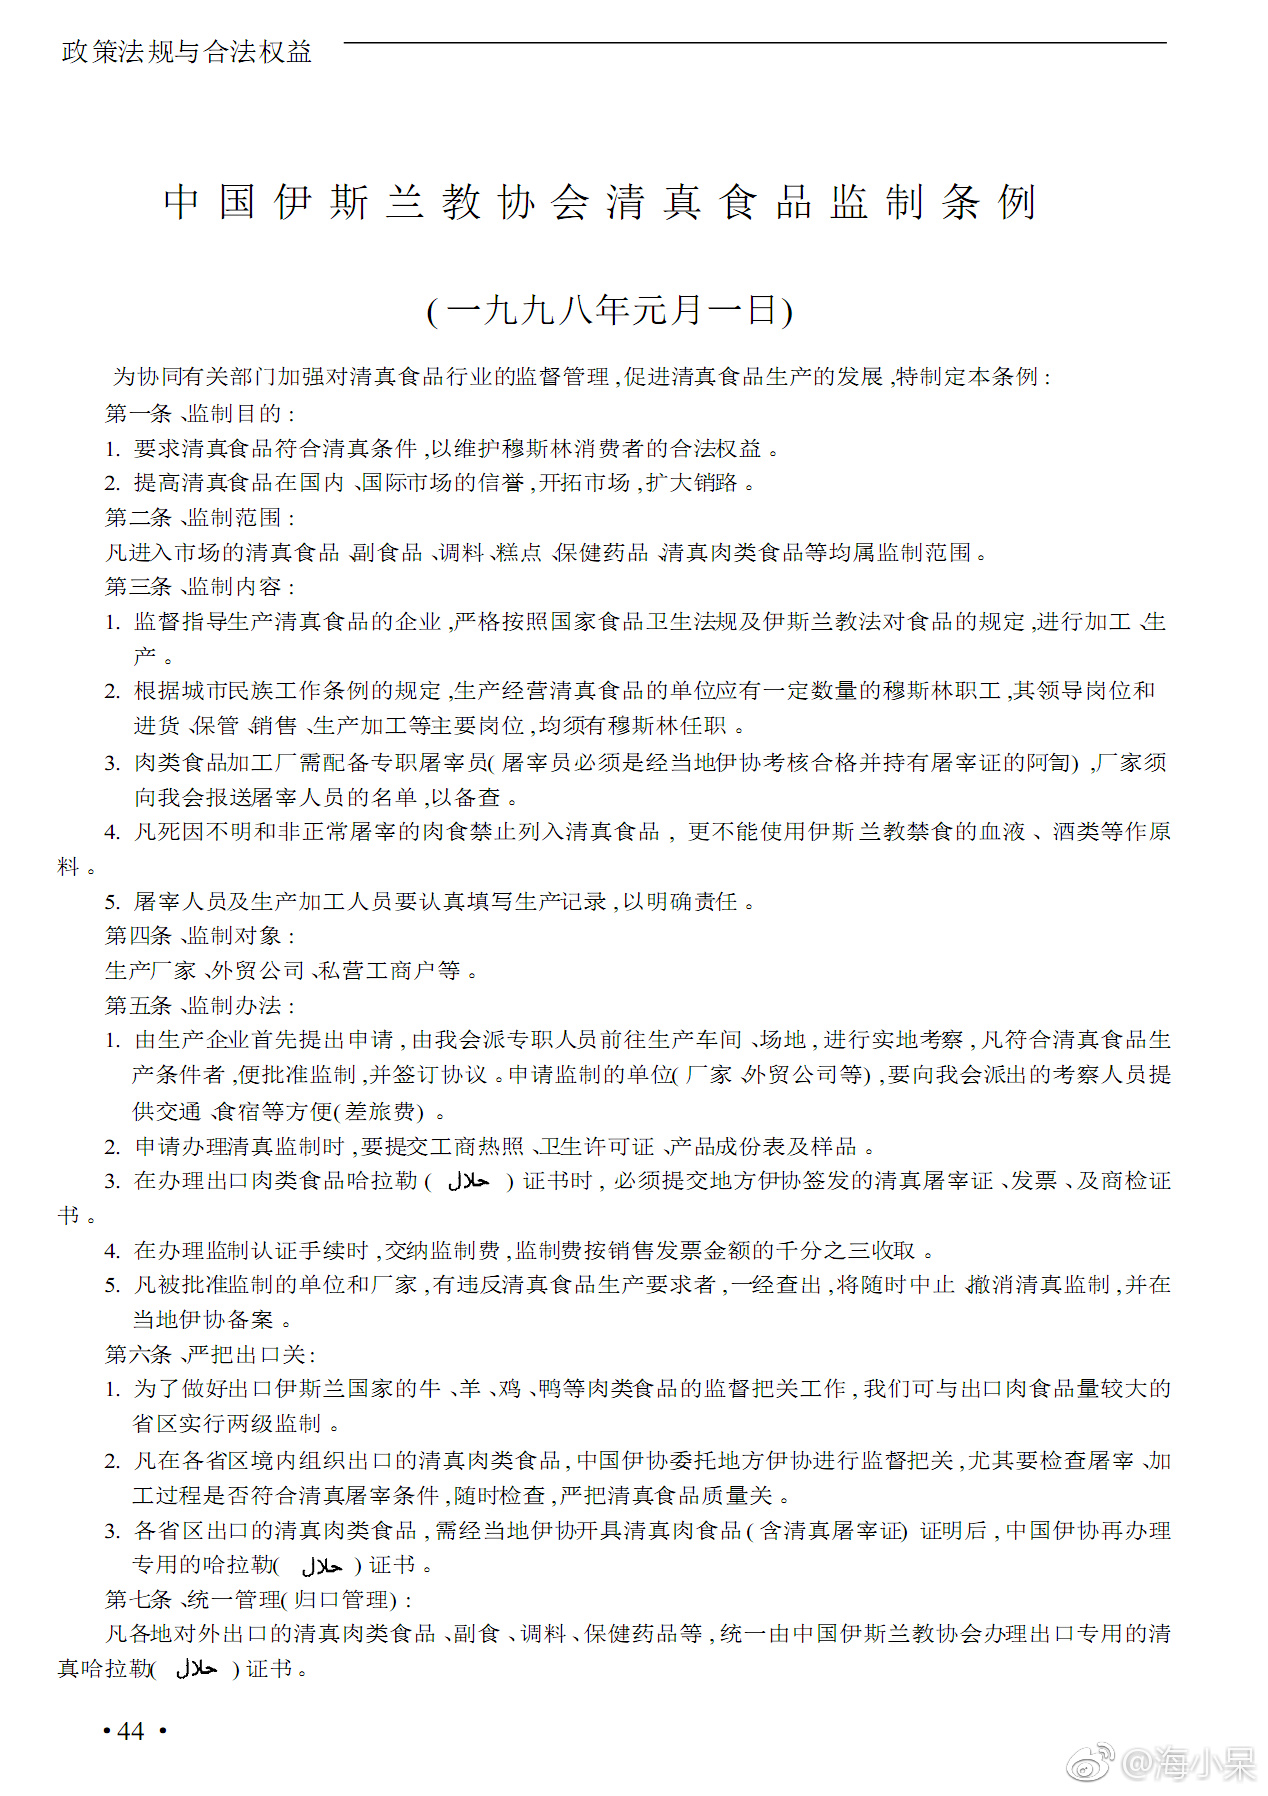 政策法规与合法权益
中国伊斯兰教协会清真食品监制条例
(一九九八年元月一日)
为协同有关部门加强对清真食品行业的监督管理,促进清真食品生产的发展,特制定本条例:
第一条、监制目的:
1. 要求清真食品符合清真条件,以维护穆斯林消费者的合法权益。
2. 提高清真食品在国内、国际市场的信誉,开拓市场,扩大销路。
第二条、监制范围:
凡进入市场的清真食品、副食品、调料、糕点、保健药品、清真肉类食品等均属监制范围。
第三条、监制内容:
1. 监督指导生产清真食品的企业,严格按照国家食品卫生法规及伊斯兰教法对食品的规定,进行加工、生
产。
2. 根据城市民族工作条例的规定,生产经营清真食品的单位应有一定数量的穆斯林职工,其领导岗位和
进货、保管、销售、生产加工等主要岗位,均须有穆斯林任职。
3. 肉类食品加工厂需配备专职屠宰员(屠宰员必须是经当地伊协考核合格并持有屠宰证的阿訇),厂家须
向我会报送屠宰人员的名单,以备查。
4. 凡死因不明和非正常屠宰的肉食禁止列入清真食品,更不能使用伊斯兰教禁食的血液、酒类等作原
料。
5. 屠宰人员及生产加工人员要认真填写生产记录,以明确责任。
第四条、监制对象:
生产厂家、外贸公司、私营工商户等。
第五条、监制办法:
1. 由生产企业首先提出申请,由我会派专职人员前往生产车间、场地,进行实地考察,凡符合清真食品生
产条件者,便批准监制,并签订协议。申请监制的单位(厂家、外贸公司等),要向我会派出的考察人员提
供交通、食宿等方便(差旅费)。
2. 申请办理清真监制时,要提交工商热照、卫生许可证、产品成份表及样品。
3. 在办理出口肉类食品哈拉勒(حلال)证书时,必须提交地方伊协签发的清真屠宰证、发票、及商检证
书。
4. 在办理监制认证手续时,交纳监制费,监制费按销售发票金额的千分之三收取。
5. 凡被批准监制的单位和厂家,有违反清真食品生产要求者,一经查出,将随时中止、撤消清真监制,并在
当地伊协备案。
第六条、严把出口关:
1. 为了做好出口伊斯兰国家的牛、羊、鸡、鸭等肉类食品的监督把关工作,我们可与出口肉食品量较大的
省区实行两级监制。
2. 凡在各省区境内组织出口的清真肉类食品,中国伊协委托地方伊协进行监督把关,尤其要检查屠宰、加
工过程是否符合清真屠宰条件,随时检查,严把清真食品质量关。
3. 各省区出口的清真肉类食品,需经当地伊协开具清真肉食品(含清真屠宰证)证明后,中国伊协再办理
专用的哈拉勒(حلال)证书。
第七条、统一管理(归口管理):
凡各地对外出口的清真肉类食品、副食、调料、保健药品等,统一由中国伊斯兰教协会办理出口专用的清
真哈拉勒(حلال)证书。
·44·
@海小呆